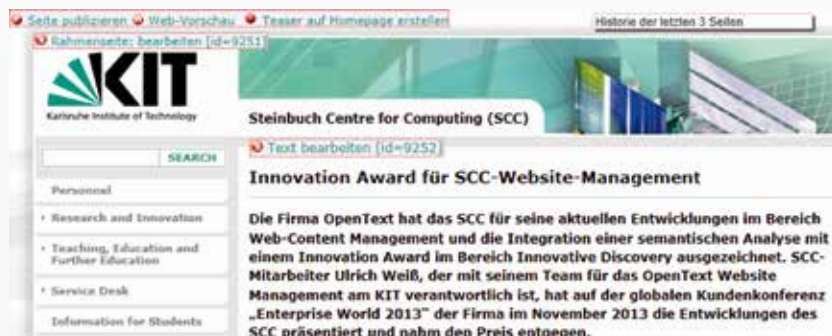 Seite publizieren Web-Vorschau Teaser auf Homepage erstellen
Historie der letzten 3 Seiten
Rahmenseite: bearbeiten [id=9251]
KIT
Karlsruhe Institute of Technology
Steinbuch Centre for Computing (SCC)
Text bearbeiten [id=9252]
SEARCH
Innovation Award für SCC-Website-Management
Personnel
Research and Innovation
Teaching, Education and
Further Education
Service Desk
Information for Students
Die Firma OpenText hat das SCC für seine aktuellen Entwicklungen im Bereich
Web-Content Management und die Integration einer semantischen Analyse mit
einem Innovation Award im Bereich Innovative Discovery ausgezeichnet. SCC-
Mitarbeiter Ulrich Weiß, der mit seinem Team für das OpenText Website
Management am KIT verantwortlich ist, hat auf der globalen Kundenkonferenz
„Enterprise World 2013" der Firma im November 2013 die Entwicklungen des
SCC präsentiert und nahm den Preis entgegen.